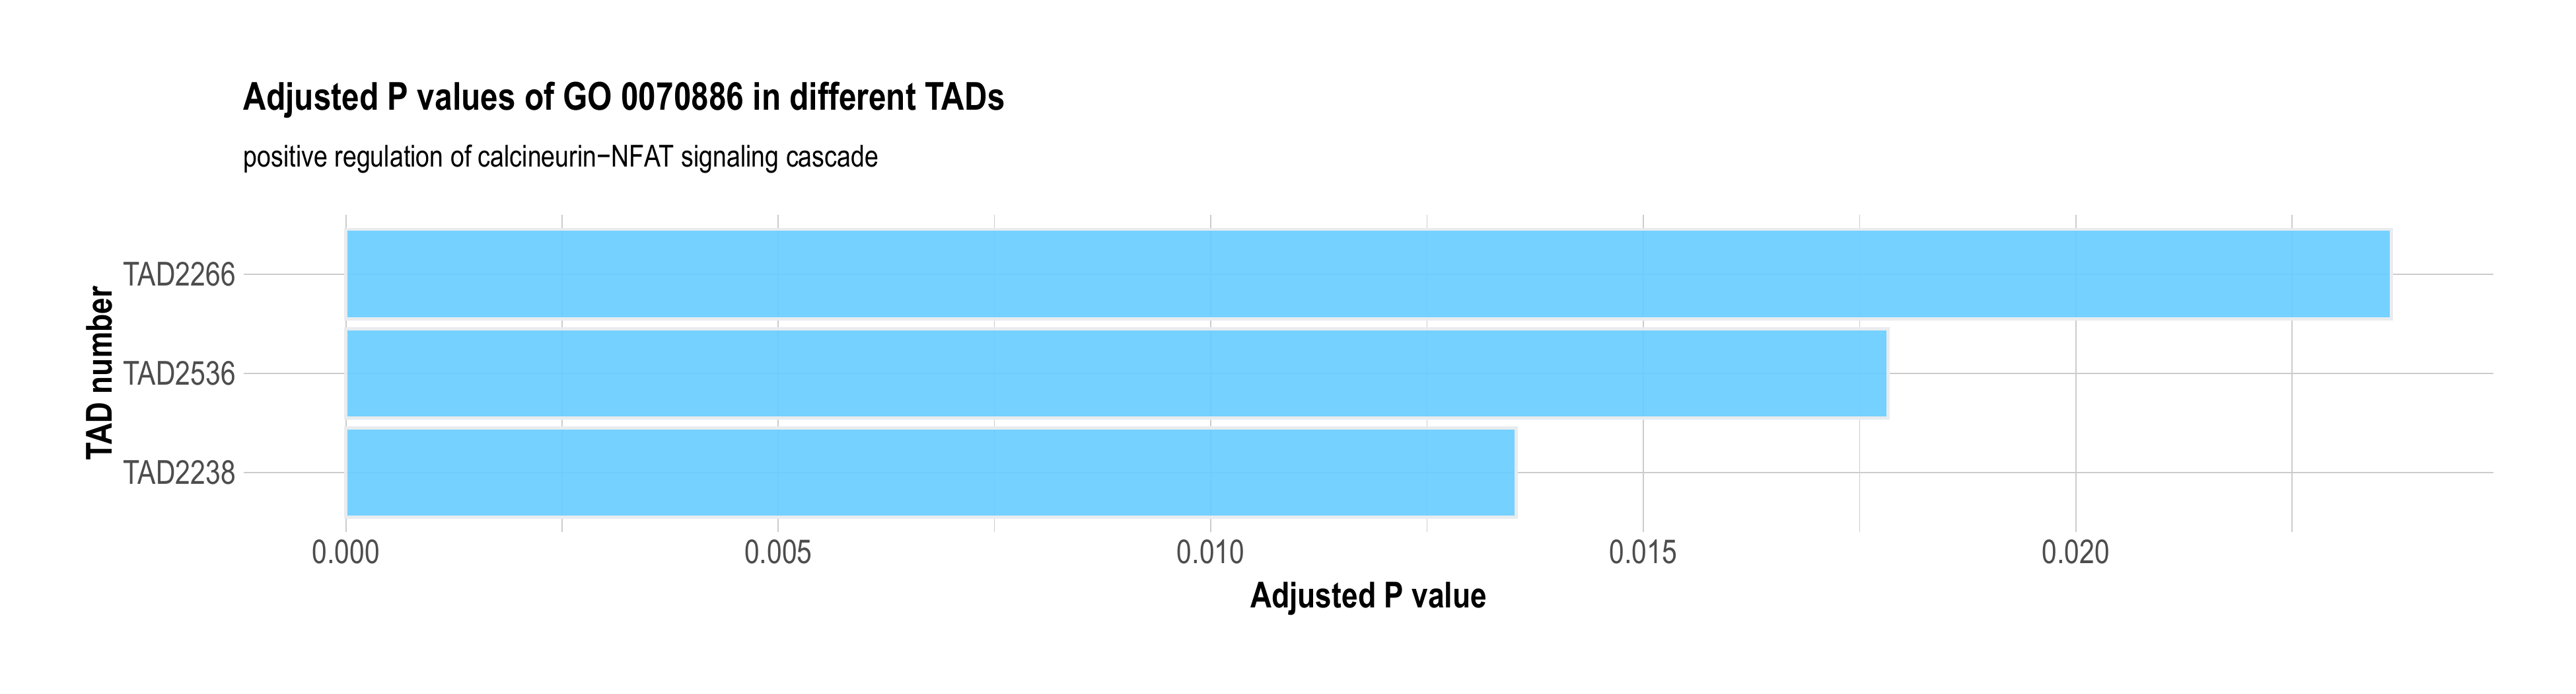 Adjusted P values of GO 0070886 in different TADs
positive regulation of calcineurin−NFAT signaling cascade
TAD number
TAD2266
TAD2536
TAD2238
0.000 0.005 0.010 0.015 0.020
Adjusted P value